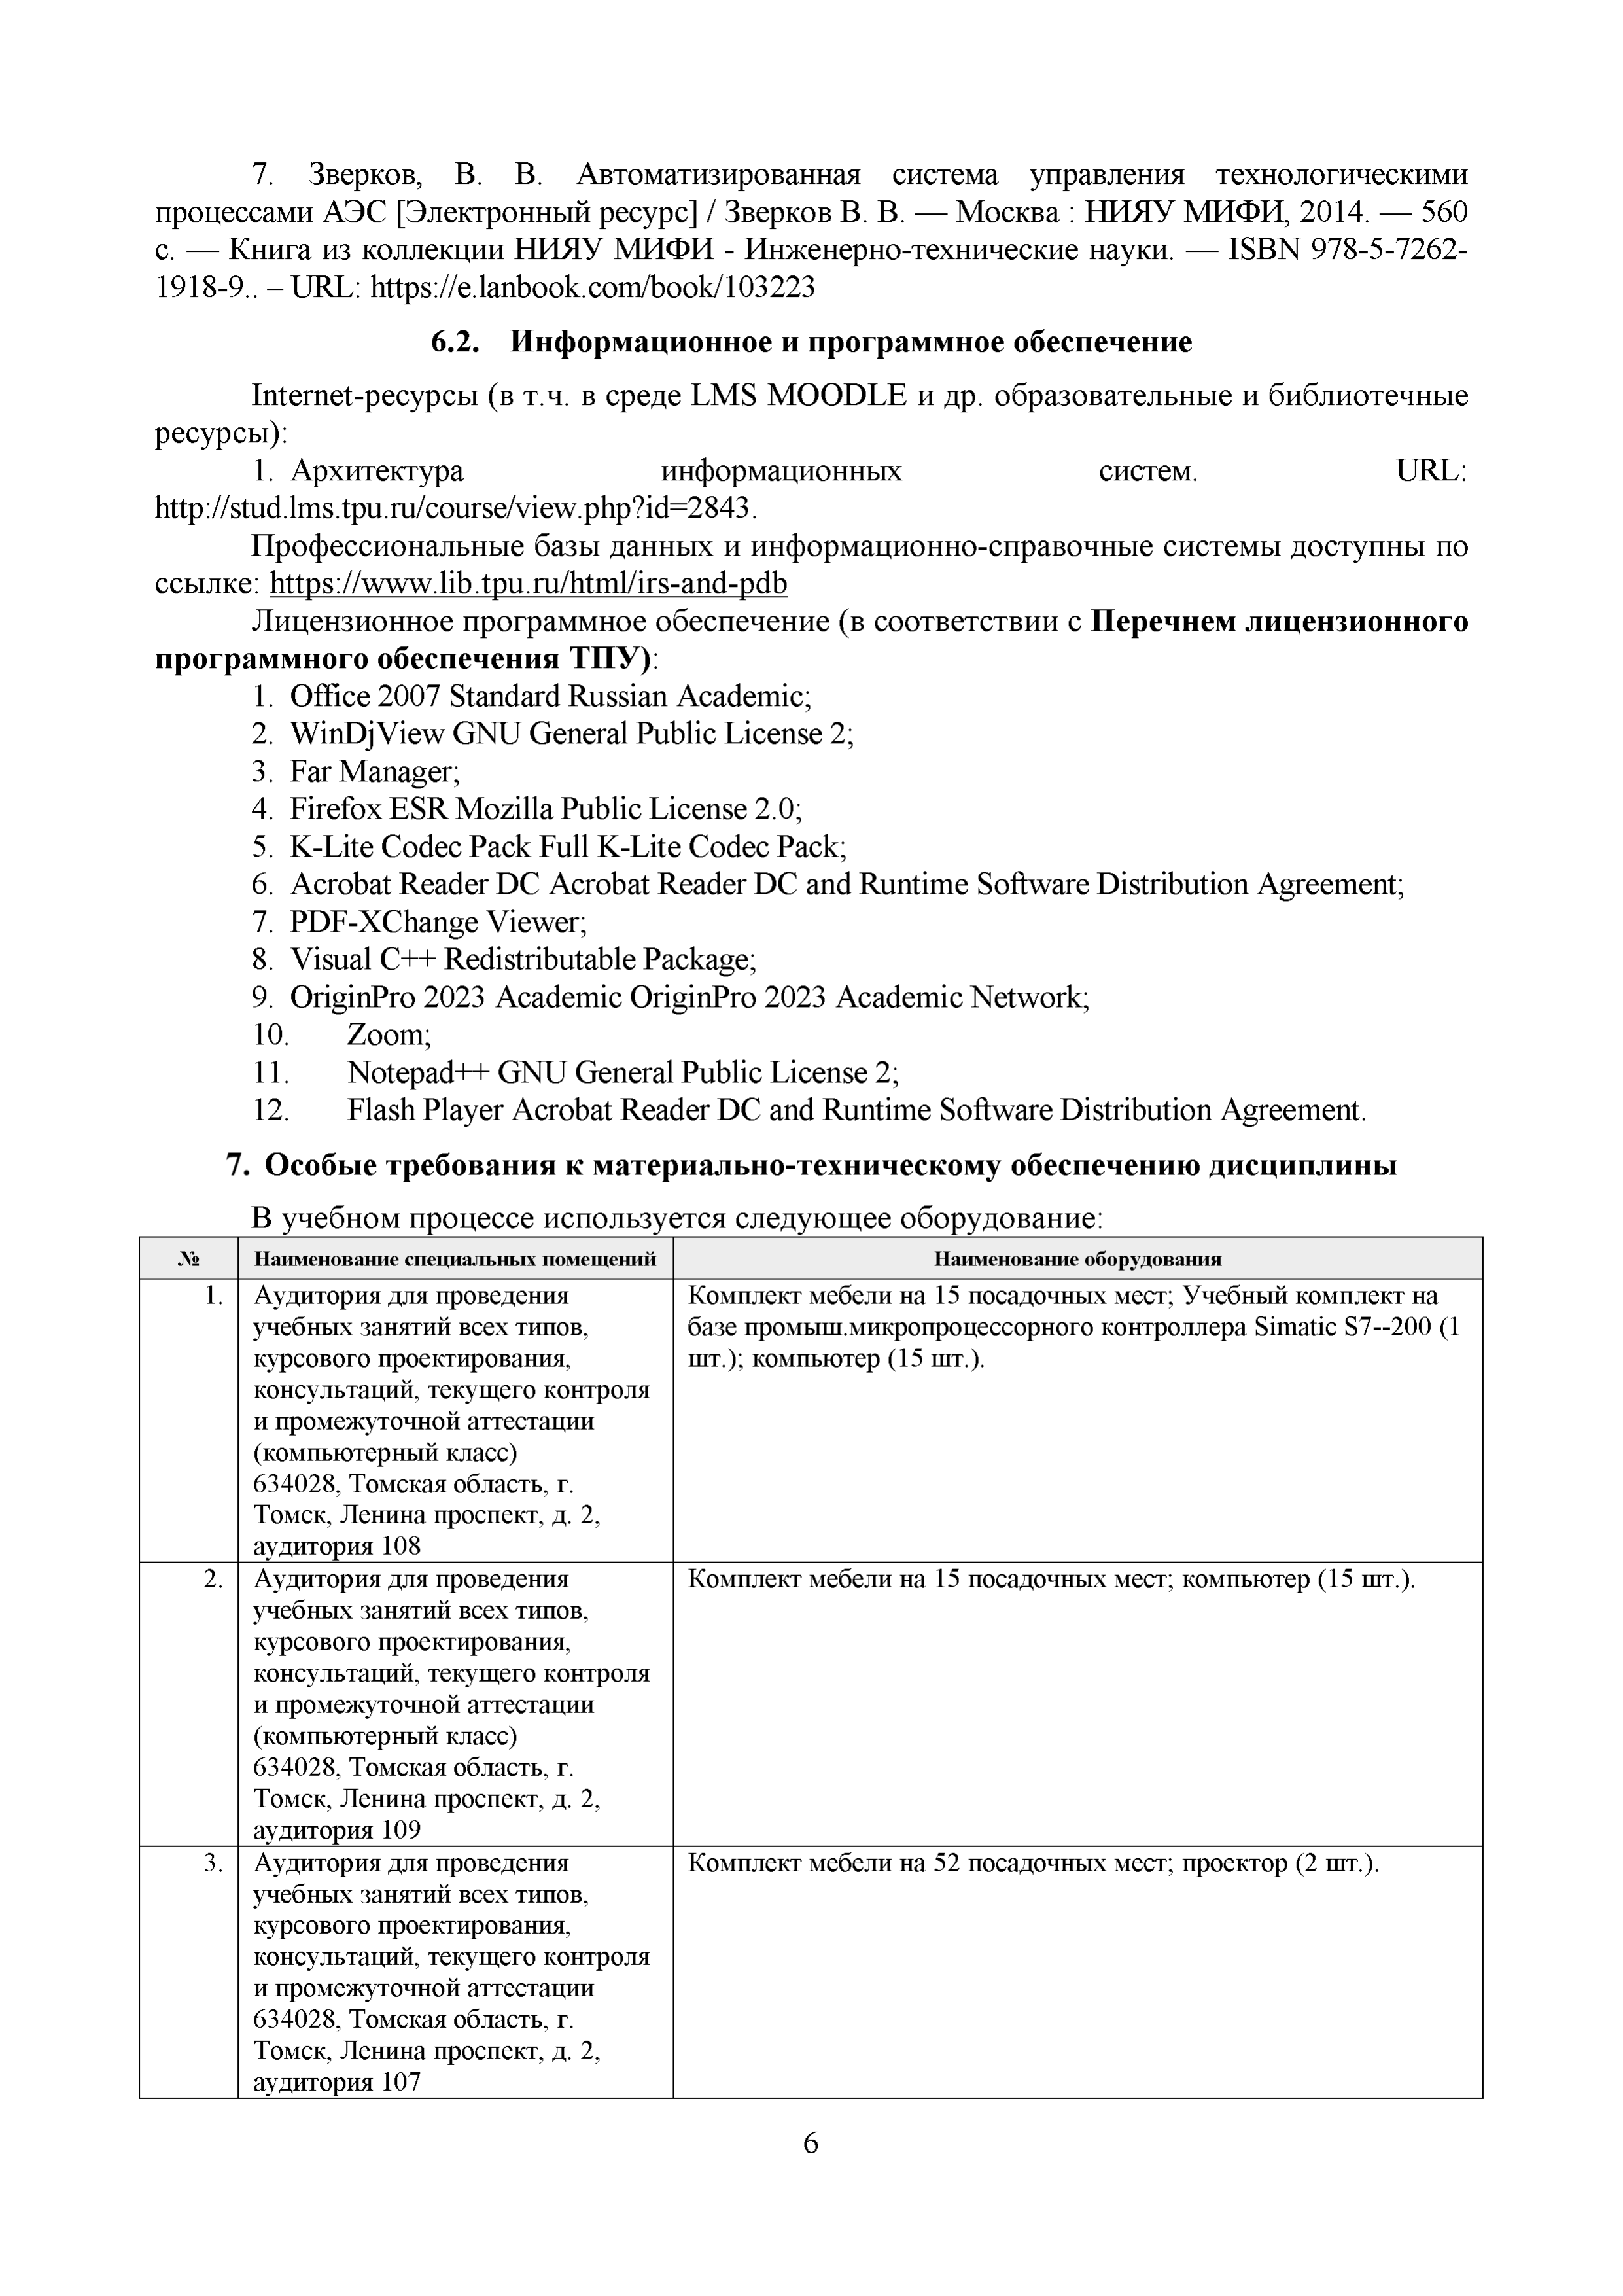 7. Зверков, В. В. Автоматизированная система управления технологическими
процессами АЭС [Электронный ресурс] / Зверков В. В. — Москва : НИЯУ МИФИ, 2014. — 560
с. — Книга из коллекции НИЯУ МИФИ - Инженерно-технические науки. — ISBN 978-5-7262-
1918-9.. – URL: https://e.lanbook.com/book/103223
6.2. Информационное и программное обеспечение
Internet-ресурсы (в т.ч. в среде LMS MOODLE и др. образовательные и библиотечные
ресурсы):
1. Архитектура информационных систем. URL:
http://stud.lms.tpu.ru/course/view.php?id=2843.
Профессиональные базы данных и информационно-справочные системы доступны по
ссылке: https://www.lib.tpu.ru/html/irs-and-pdb
Лицензионное программное обеспечение (в соответствии с Перечнем лицензионного
программного обеспечения ТПУ):
1. Office 2007 Standard Russian Academic;
2. WinDjView GNU General Public License 2;
3. Far Manager;
4. Firefox ESR Mozilla Public License 2.0;
5. K-Lite Codec Pack Full K-Lite Codec Pack;
6. Acrobat Reader DC Acrobat Reader DC and Runtime Software Distribution Agreement;
7. PDF-XChange Viewer;
8. Visual C++ Redistributable Package;
9. OriginPro 2023 Academic OriginPro 2023 Academic Network;
10. Zoom;
11. Notepad++ GNU General Public License 2;
12. Flash Player Acrobat Reader DC and Runtime Software Distribution Agreement.
7. Особые требования к материально-техническому обеспечению дисциплины
В учебном процессе используется следующее оборудование:
№ Наименование специальных помещений Наименование оборудования
1. Аудитория для проведения
учебных занятий всех типов,
курсового проектирования,
консультаций, текущего контроля
и промежуточной аттестации
(компьютерный класс)
634028, Томская область, г.
Томск, Ленина проспект, д. 2,
аудитория 108
Комплект мебели на 15 посадочных мест; Учебный комплект на
базе промыш.микропроцессорного контроллера Simatic S7--200 (1
шт.); компьютер (15 шт.).
2. Аудитория для проведения
учебных занятий всех типов,
курсового проектирования,
консультаций, текущего контроля
и промежуточной аттестации
(компьютерный класс)
634028, Томская область, г.
Томск, Ленина проспект, д. 2,
аудитория 109
Комплект мебели на 15 посадочных мест; компьютер (15 шт.).
3. Аудитория для проведения
учебных занятий всех типов,
курсового проектирования,
консультаций, текущего контроля
и промежуточной аттестации
634028, Томская область, г.
Томск, Ленина проспект, д. 2,
аудитория 107
Комплект мебели на 52 посадочных мест; проектор (2 шт.).
6